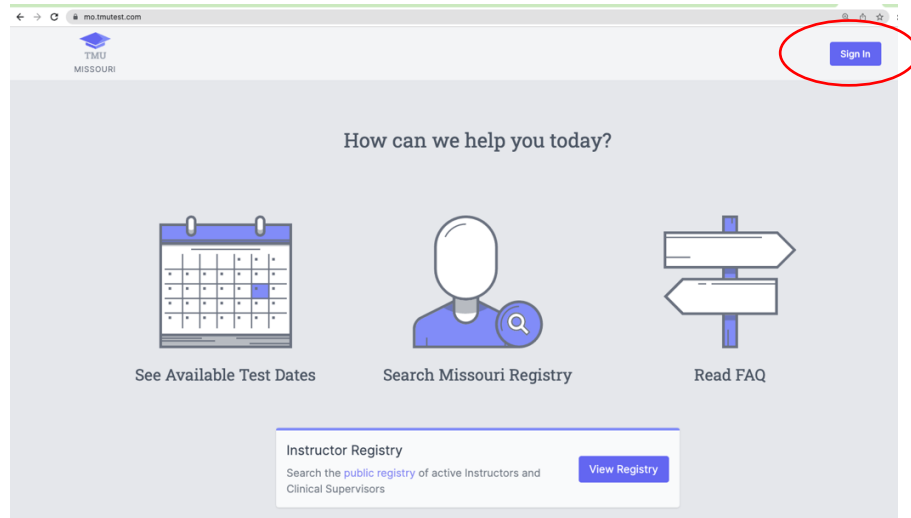 mo.tmutest.com
TMU
MISSOURI
Sign In
How can we help you today?
See Available Test Dates
Search Missouri Registry
Read FAQ
Instructor Registry
Search the public registry of active Instructors and
Clinical Supervisors
View Registry